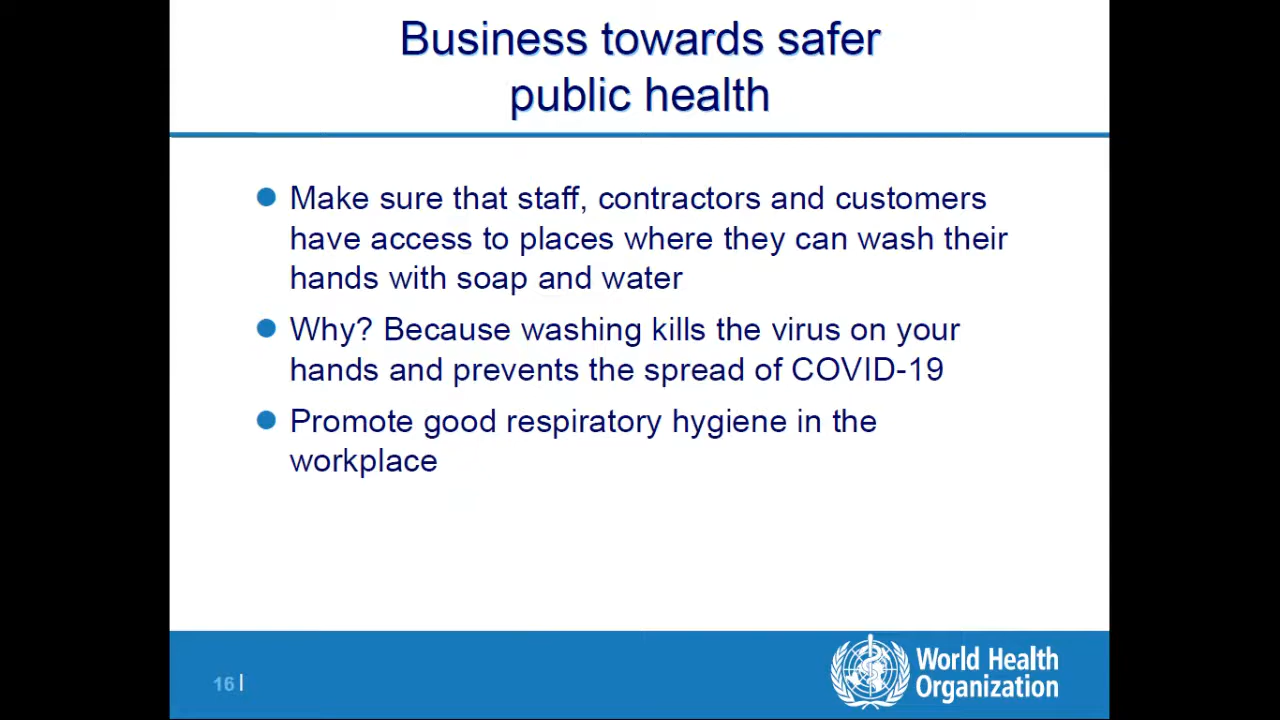 Business towards safer
public health
Make sure that staff, contractors and customers
have access to places where they can wash their
hands with soap and water
Why? Because washing kills the virus on your
hands and prevents the spread of COVID-19
Promote good respiratory hygiene in the
workplace
16 |
World Health
Organization